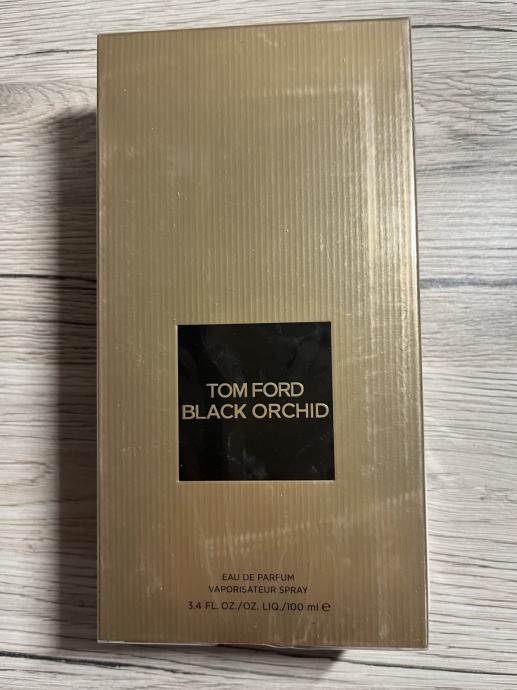 TOM FORD
BLACK ORCHID
EAU DE PARFUM
VAPORISATEUR SPRAY
3.4 FL. OZ./OZ. LIQ./100 ml ℮